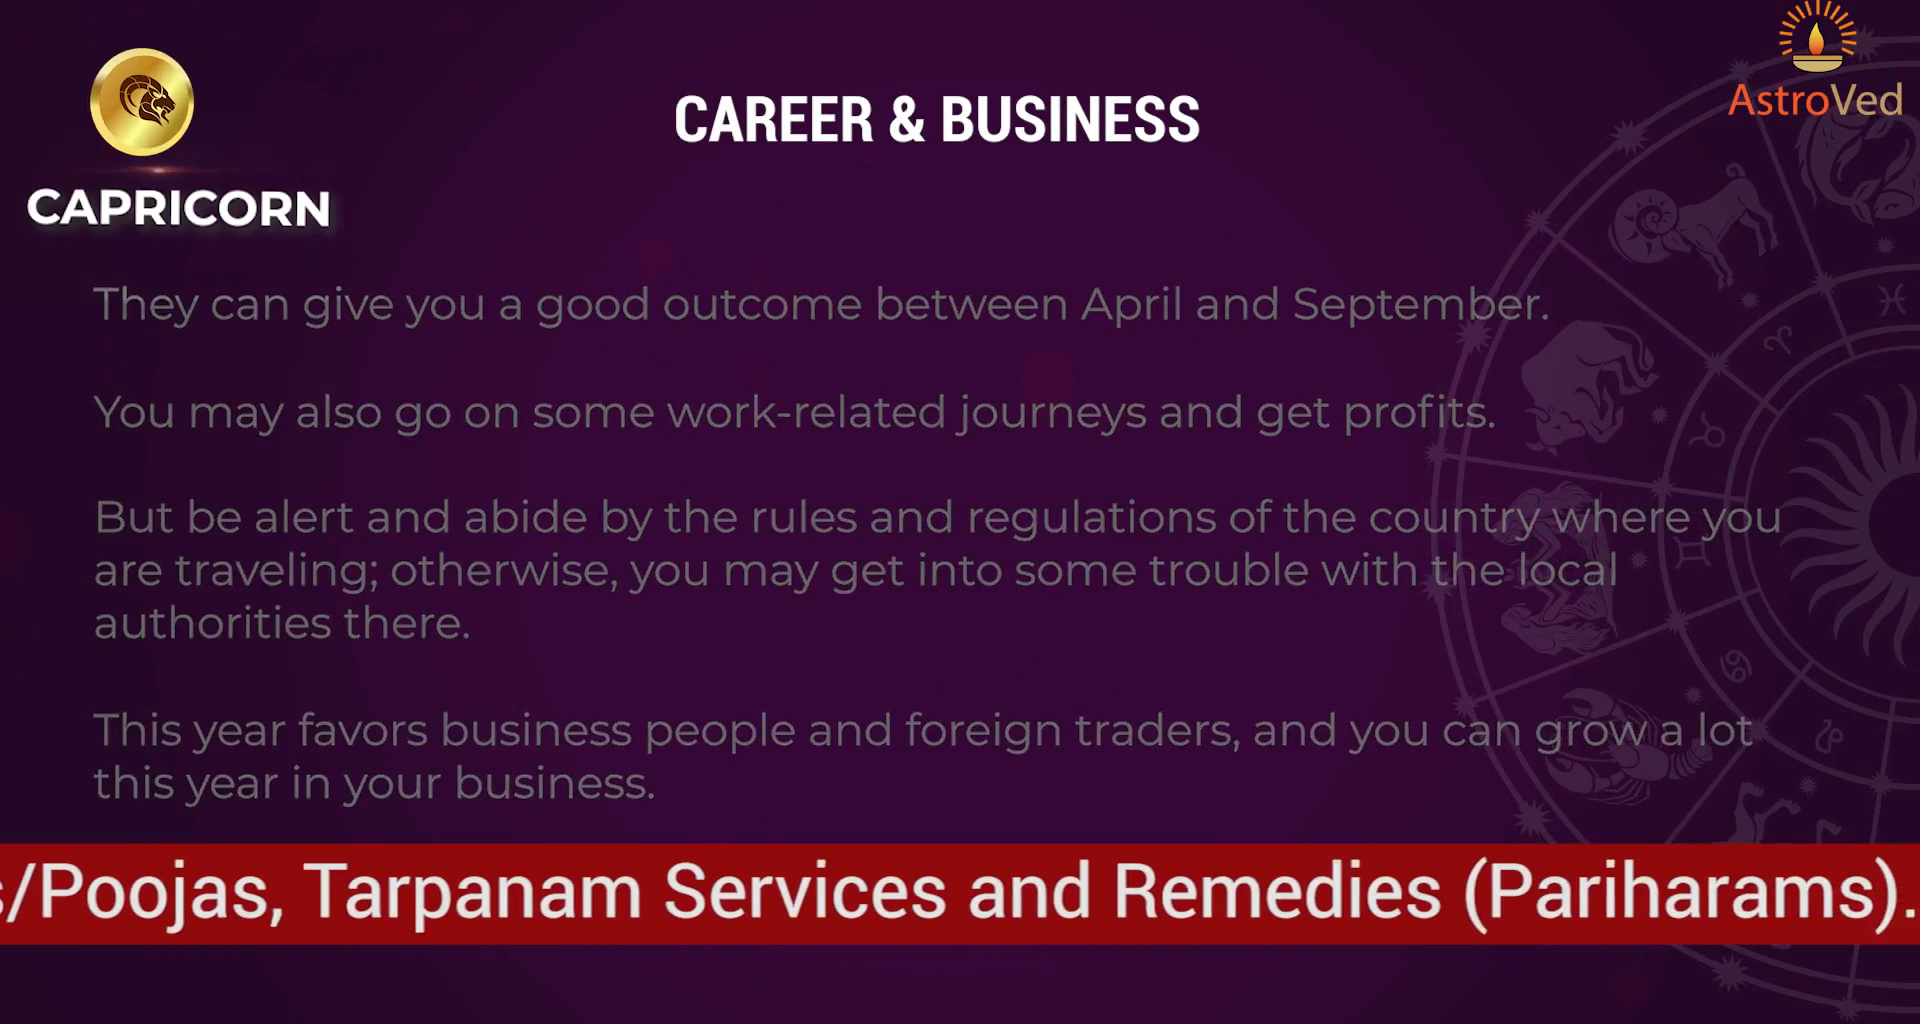 AstroVed
CAREER & BUSINESS
CAPRICORN
They can give you a good outcome between April and September.
You may also go on some work-related journeys and get profits.
But be alert and abide by the rules and regulations of the country where you
are traveling; otherwise, you may get into some trouble with the local
authorities there.
This year favors business people and foreign traders, and you can grow a lot
this year in your business.
/Poojas, Tarpanam Services and Remedies (Pariharams).